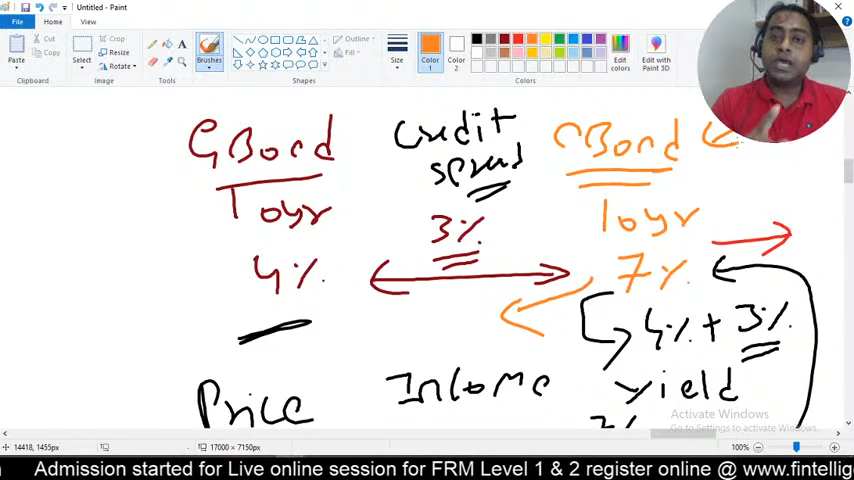 Untitled - Paint
File
Home
View
Paste
Cut
Copy
Clipboard
Select
Crop
Resize
Rotate
Image
A
Tools
Brushes
Shapes
Outline
Fill
Size
Color 1
Color 2
Colors
Edit colors
Edit with Paint 3D
GBond
10yr
4%
Credit
spread
3%
CBond
10yr
7%
4% + 3%
Price
Income
yield
Activate Windows
Go to Settings to activate Windows.
14418, 1455px
17000 × 7150px
100%
Admission started for Live online session for FRM Level 1 & 2 register online @ www.fintellig